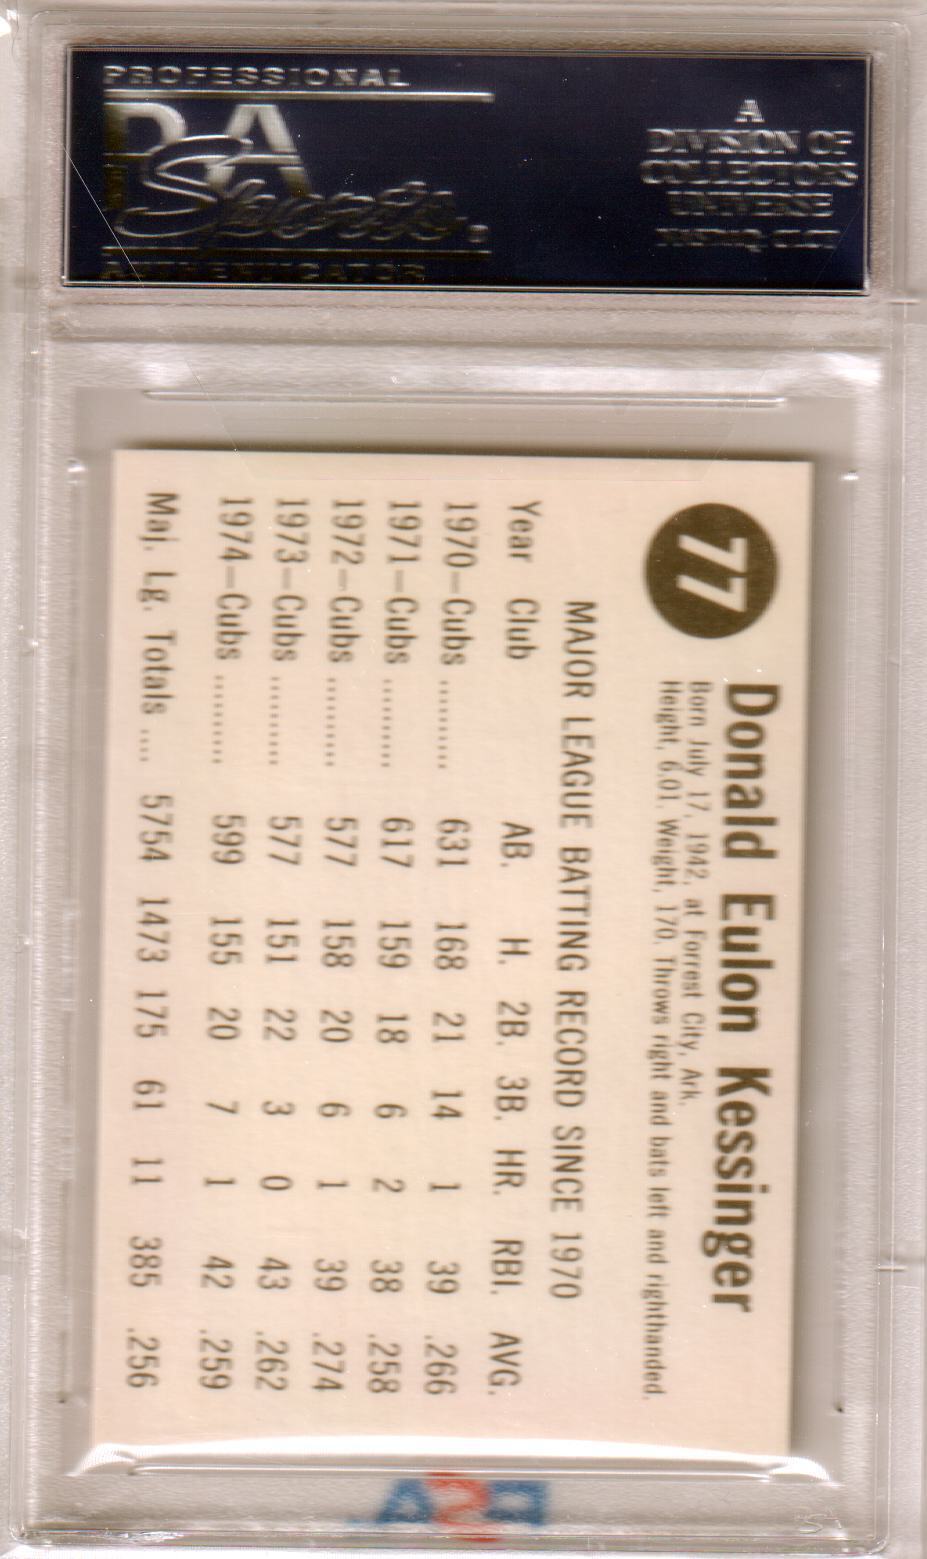 PROFESSIONAL
PSA
Sports
AUTHENTICATOR
A
DIVISION OF
COLLECTORS
UNIVERSE
NASDAQ: CLCT
77
Donald Eulon Kessinger
Born July 17, 1942, at Forrest City, Ark.
Height, 6.01. Weight, 170. Throws right and bats left and righthanded.
MAJOR LEAGUE BATTING RECORD SINCE 1970
Year Club AB. H. 2B. 3B. HR. RBI. AVG.
1970—Cubs ......... 631 168 21 14 1 39 .266
1971—Cubs ......... 617 159 18 6 2 38 .258
1972—Cubs ......... 577 158 20 6 1 39 .274
1973—Cubs ......... 577 151 22 3 0 43 .262
1974—Cubs ......... 599 155 20 7 1 42 .259
Maj. Lg. Totals .... 5754 1473 175 61 11 385 .256
PSA